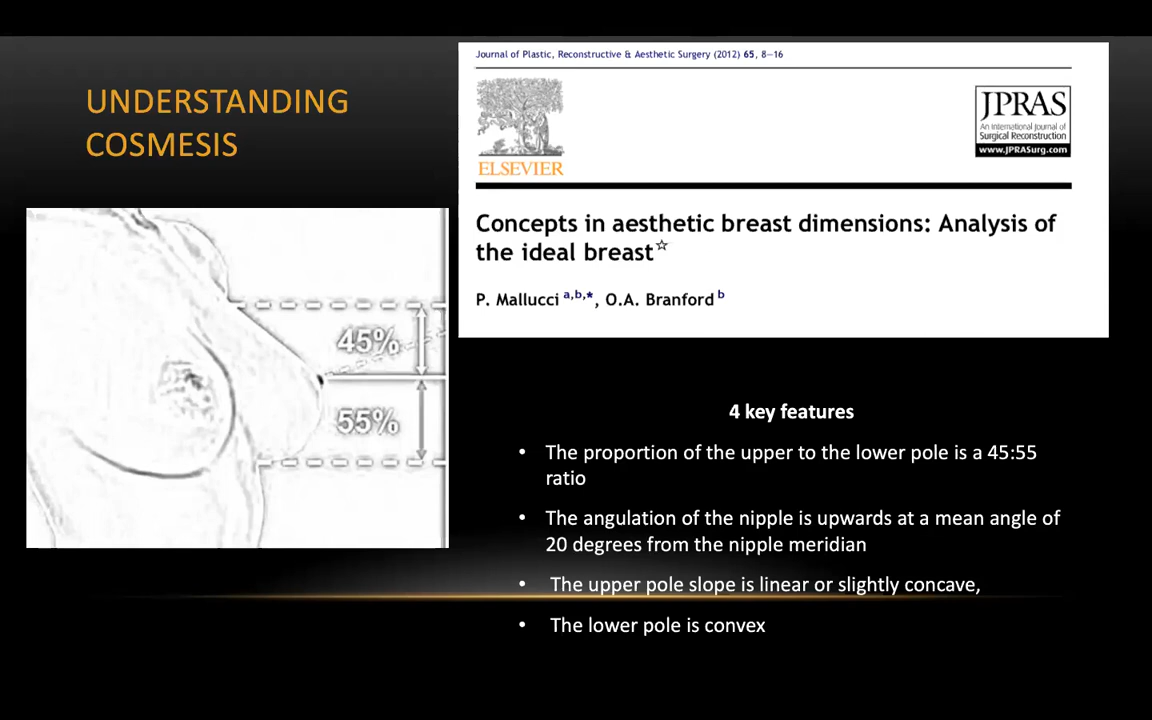 UNDERSTANDING
COSMESIS
Journal of Plastic, Reconstructive & Aesthetic Surgery (2012) 65, 8–16
ELSEVIER
JPRAS
An International Journal of
Surgical Reconstruction
www.JPRASurg.com
Concepts in aesthetic breast dimensions: Analysis of
the ideal breast☆
P. Mallucci a,b,*, O.A. Branford b
45%
55%
4 key features
• The proportion of the upper to the lower pole is a 45:55
ratio
• The angulation of the nipple is upwards at a mean angle of
20 degrees from the nipple meridian
• The upper pole slope is linear or slightly concave,
• The lower pole is convex